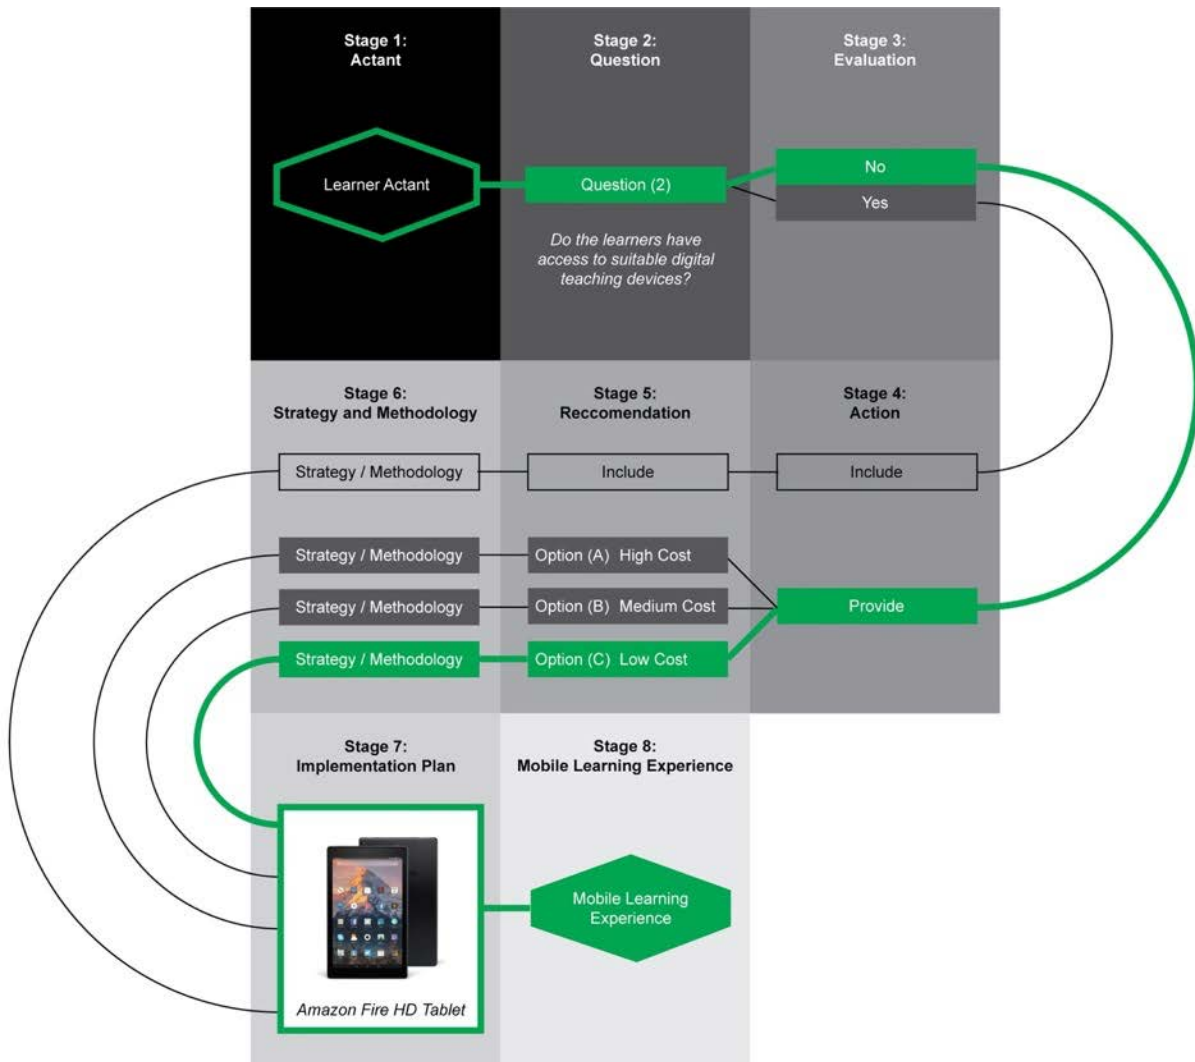 Stage 1:
Actant
Stage 2:
Question
Stage 3:
Evaluation
Learner Actant
Question (2)
No
Yes
Do the learners have
access to suitable digital
teaching devices?
Stage 6:
Strategy and Methodology
Stage 5:
Reccomendation
Stage 4:
Action
Strategy / Methodology
Include
Include
Strategy / Methodology
Option (A) High Cost
Strategy / Methodology
Option (B) Medium Cost
Provide
Strategy / Methodology
Option (C) Low Cost
Stage 7:
Implementation Plan
Stage 8:
Mobile Learning Experience
Mobile Learning
Experience
Amazon Fire HD Tablet